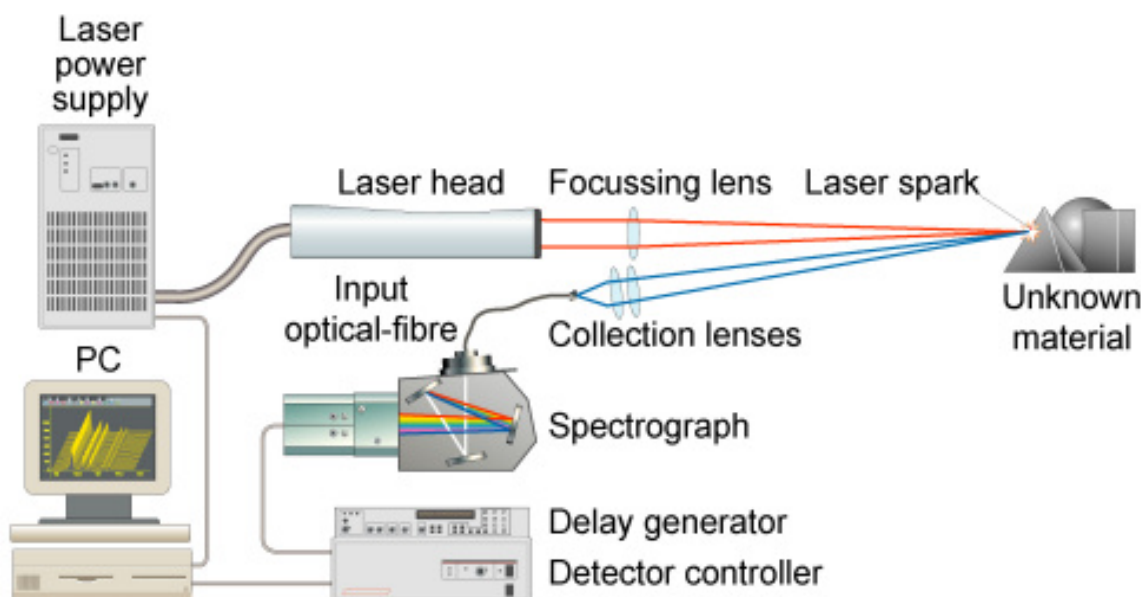 Laser
power
supply
Laser head
Focussing lens
Laser spark
Input
optical-fibre
Collection lenses
Unknown
material
PC
Spectrograph
Delay generator
Detector controller